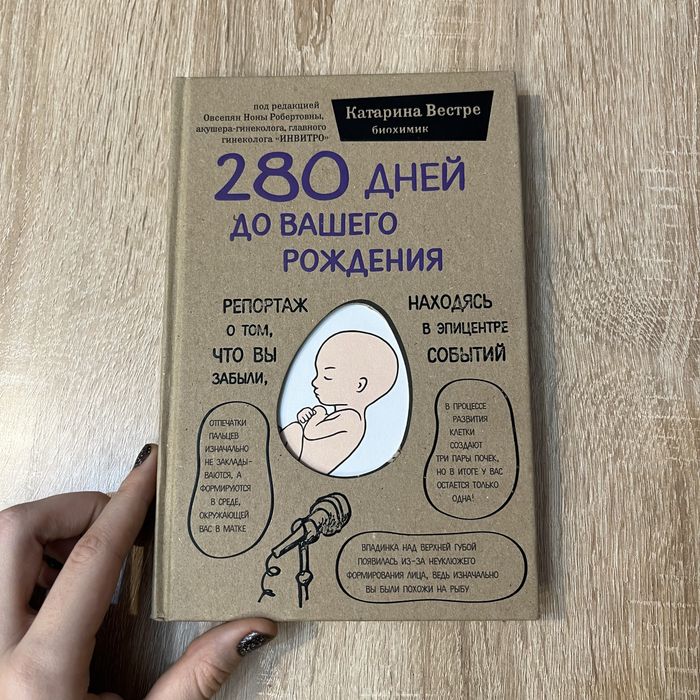 под редакцией
Овсепян Ноны Робертовны,
акушера-гинеколога, главного
гинеколога «ИНВИТРО»
Катарина Вестре
биохимик
280 ДНЕЙ
ДО ВАШЕГО
РОЖДЕНИЯ
РЕПОРТАЖ
О ТОМ,
ЧТО ВЫ
ЗАБЫЛИ,
НАХОДЯСЬ
В ЭПИЦЕНТРЕ
СОБЫТИЙ
ОТПЕЧАТКИ
ПАЛЬЦЕВ
ИЗНАЧАЛЬНО
НЕ ЗАКЛАДЫ-
ВАЮТСЯ, А
ФОРМИРУЮТСЯ
В СРЕДЕ,
ОКРУЖАЮЩЕЙ
ВАС В МАТКЕ
В ПРОЦЕССЕ
РАЗВИТИЯ
КЛЕТКИ
СОЗДАЮТ
ТРИ ПАРЫ ПОЧЕК,
НО В ИТОГЕ У ВАС
ОСТАЕТСЯ ТОЛЬКО
ОДНА!
ВПАДИНКА НАД ВЕРХНЕЙ ГУБОЙ
ПОЯВИЛАСЬ ИЗ-ЗА НЕУКЛЮЖЕГО
ФОРМИРОВАНИЯ ЛИЦА, ВЕДЬ ИЗНАЧАЛЬНО
ВЫ БЫЛИ ПОХОЖИ НА РЫБУ